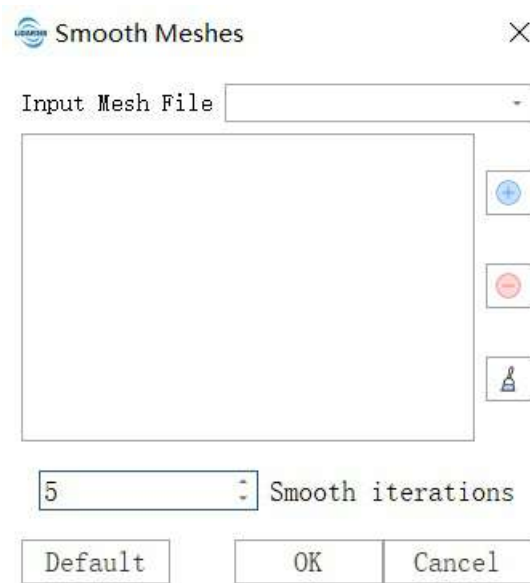 Smooth Meshes
Input Mesh File
5 Smooth iterations
Default OK Cancel